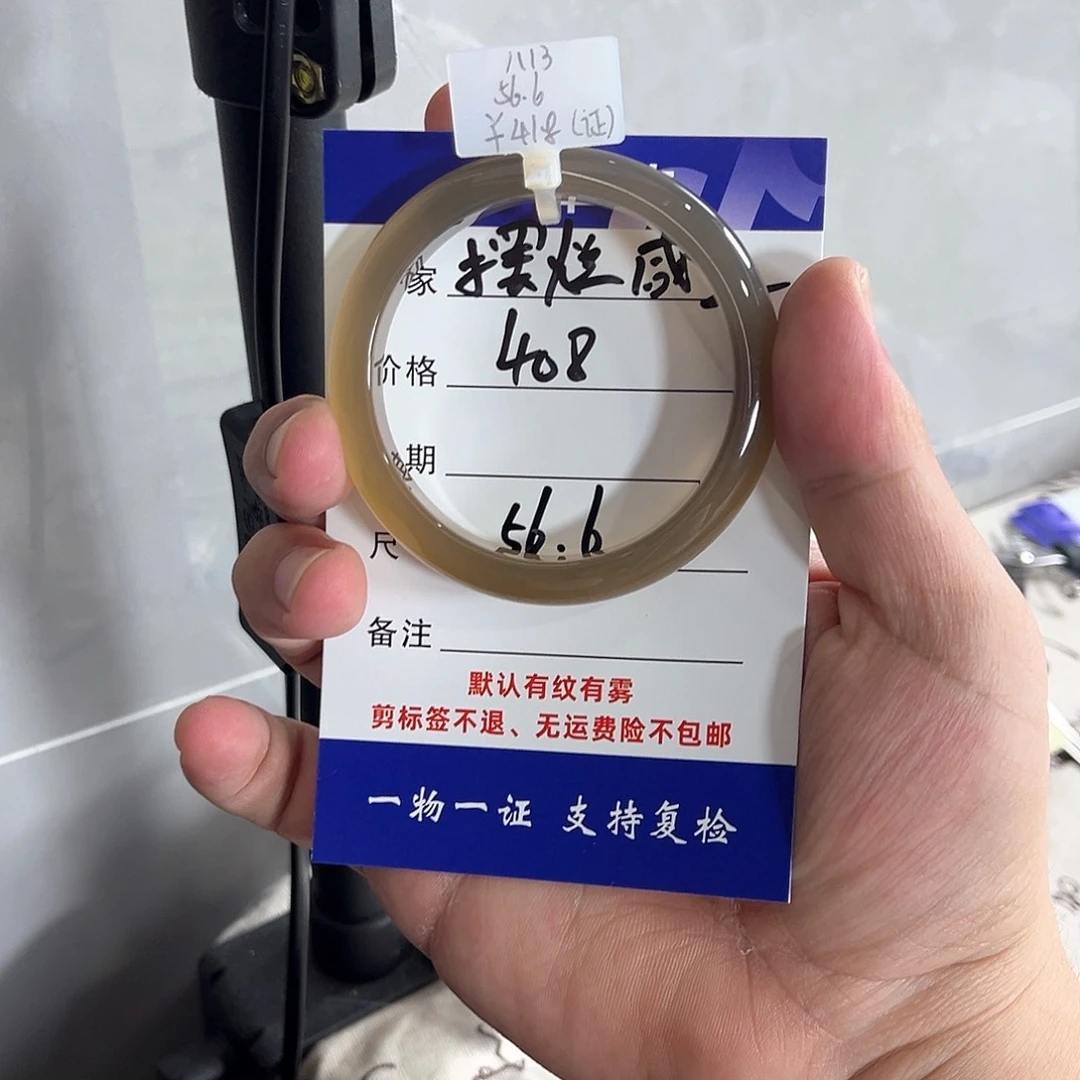 1113
56.6
¥418(证)
家 摆烂咸
价格 408
期
尺 56.6
备注
默认有纹有雾
剪标签不退、无运费险不包邮
一物一证 支持复检